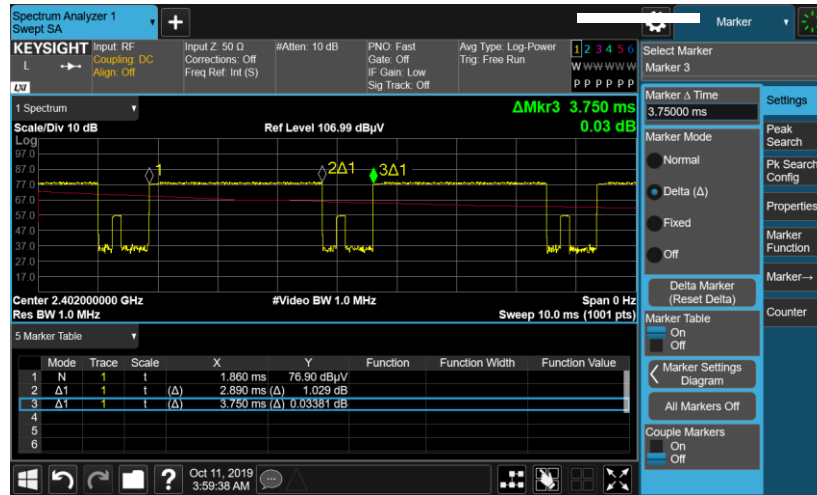 Spectrum Analyzer 1
Swept SA
+
Marker
KEYSIGHT
L
LXI
Input: RF
Coupling: DC
Align: Off
Input Z: 50 Ω
Corrections: Off
Freq Ref: Int (S)
#Atten: 10 dB
PNO: Fast
Gate: Off
IF Gain: Low
Sig Track: Off
Avg Type: Log-Power
Trig: Free Run
1 2 3 4 5 6
W W W W W W
P P P P P P
Select Marker
Marker 3
1 Spectrum
ΔMkr3 3.750 ms
0.03 dB
Scale/Div 10 dB
Ref Level 106.99 dBµV
Log
97.0
87.0
77.0
67.0
57.0
47.0
37.0
27.0
17.0
1
2Δ1
3Δ1
Center 2.402000000 GHz
#Video BW 1.0 MHz
Span 0 Hz
Res BW 1.0 MHz
Sweep 10.0 ms (1001 pts)
5 Marker Table
Mode Trace Scale X Y Function Function Width Function Value
1 N 1 t 1.860 ms 76.90 dBµV
2 Δ1 1 t (Δ) 2.890 ms (Δ) 1.029 dB
3 Δ1 1 t (Δ) 3.750 ms (Δ) 0.03381 dB
4
5
6
Marker Δ Time
3.75000 ms
Marker Mode
Normal
Delta (Δ)
Fixed
Off
Delta Marker
(Reset Delta)
Marker Table
On
Off
Marker Settings
Diagram
All Markers Off
Couple Markers
On
Off
Settings
Peak
Search
Pk Search
Config
Properties
Marker
Function
Marker→
Counter
?
Oct 11, 2019
3:59:38 AM